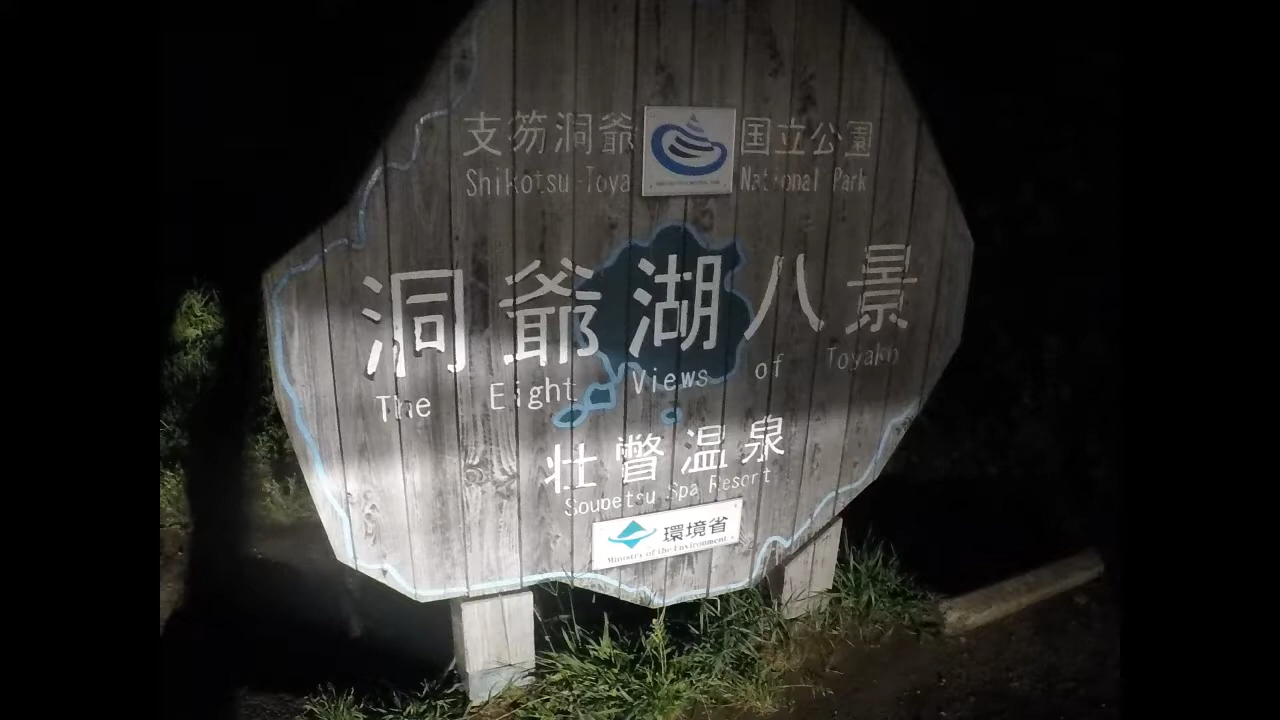 支笏洞爺 国立公園
Shikotsu-Toya National Park
洞爺湖八景
The Eight Views of Toyako
壮瞥温泉
Soubetsu Spa Resort
環境省
Ministry of the Environment